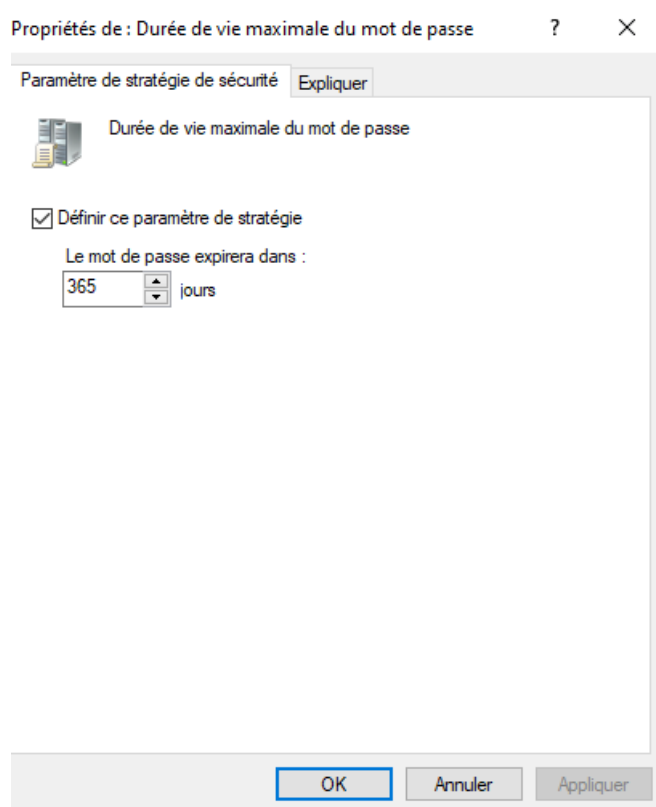 Propriétés de : Durée de vie maximale du mot de passe ? ×
Paramètre de stratégie de sécurité Expliquer
Durée de vie maximale du mot de passe
Définir ce paramètre de stratégie
Le mot de passe expirera dans :
365 jours
OK Annuler Appliquer